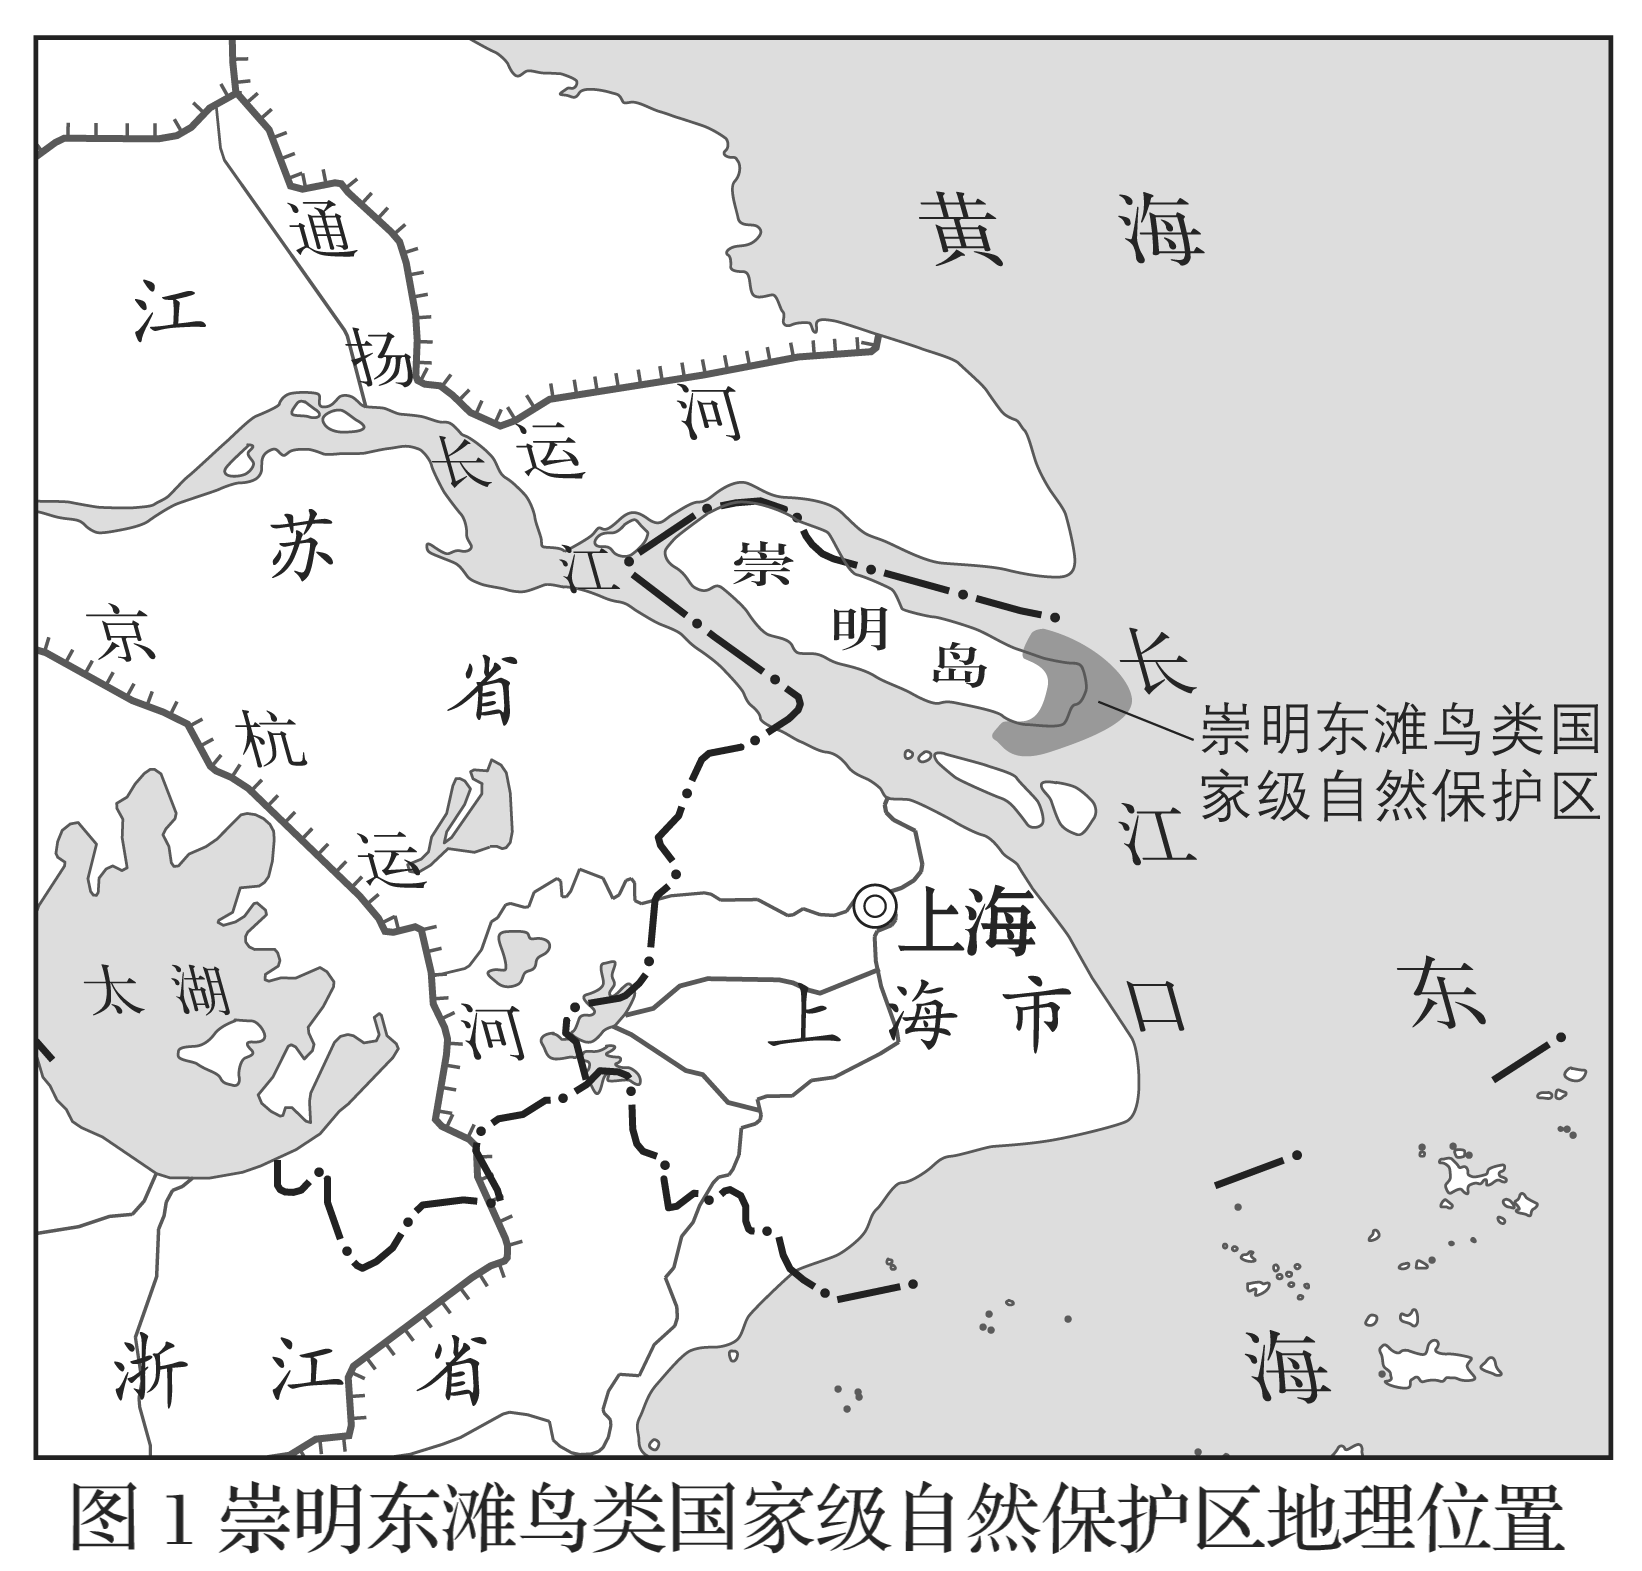 黄海
通
江
扬
河
运
长
苏
江
崇
明
岛
京
省
长
杭
崇明东滩鸟类国
家级自然保护区
江
运
上海
太湖
东
河
上海市
口
浙江省
海
图1崇明东滩鸟类国家级自然保护区地理位置